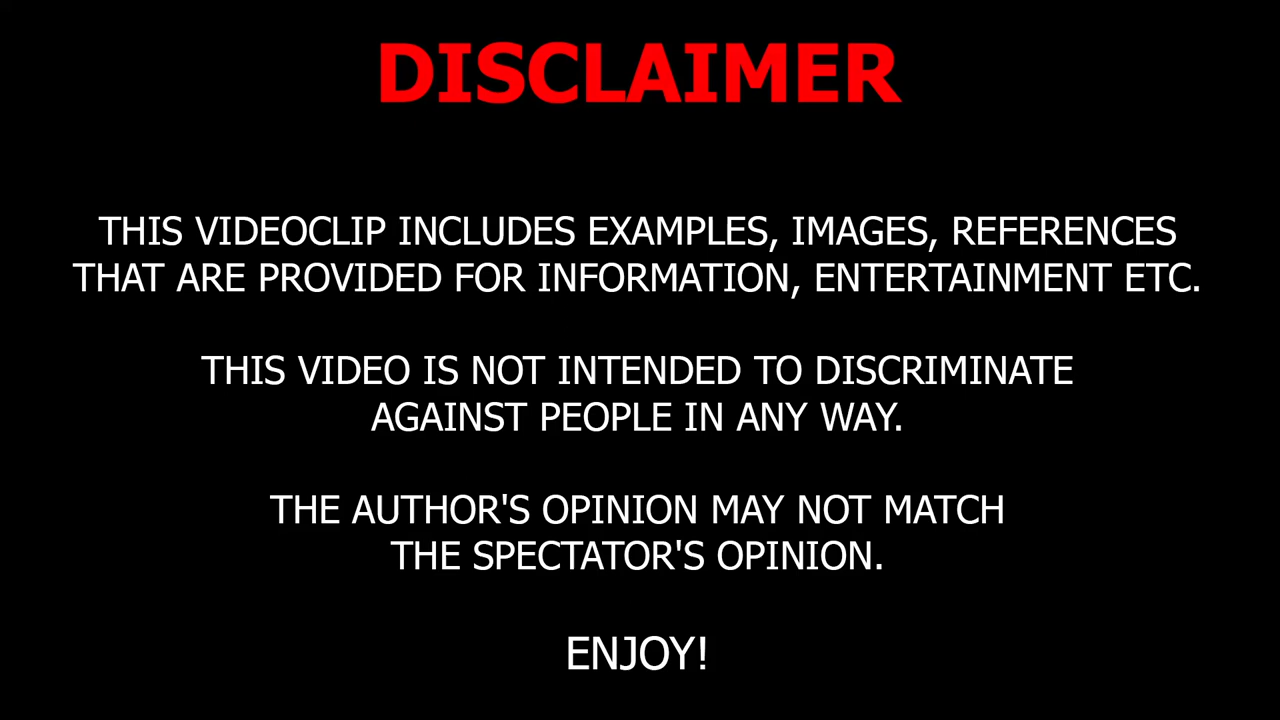 DISCLAIMER
THIS VIDEOCLIP INCLUDES EXAMPLES, IMAGES, REFERENCES
THAT ARE PROVIDED FOR INFORMATION, ENTERTAINMENT ETC.
THIS VIDEO IS NOT INTENDED TO DISCRIMINATE
AGAINST PEOPLE IN ANY WAY.
THE AUTHOR'S OPINION MAY NOT MATCH
THE SPECTATOR'S OPINION.
ENJOY!